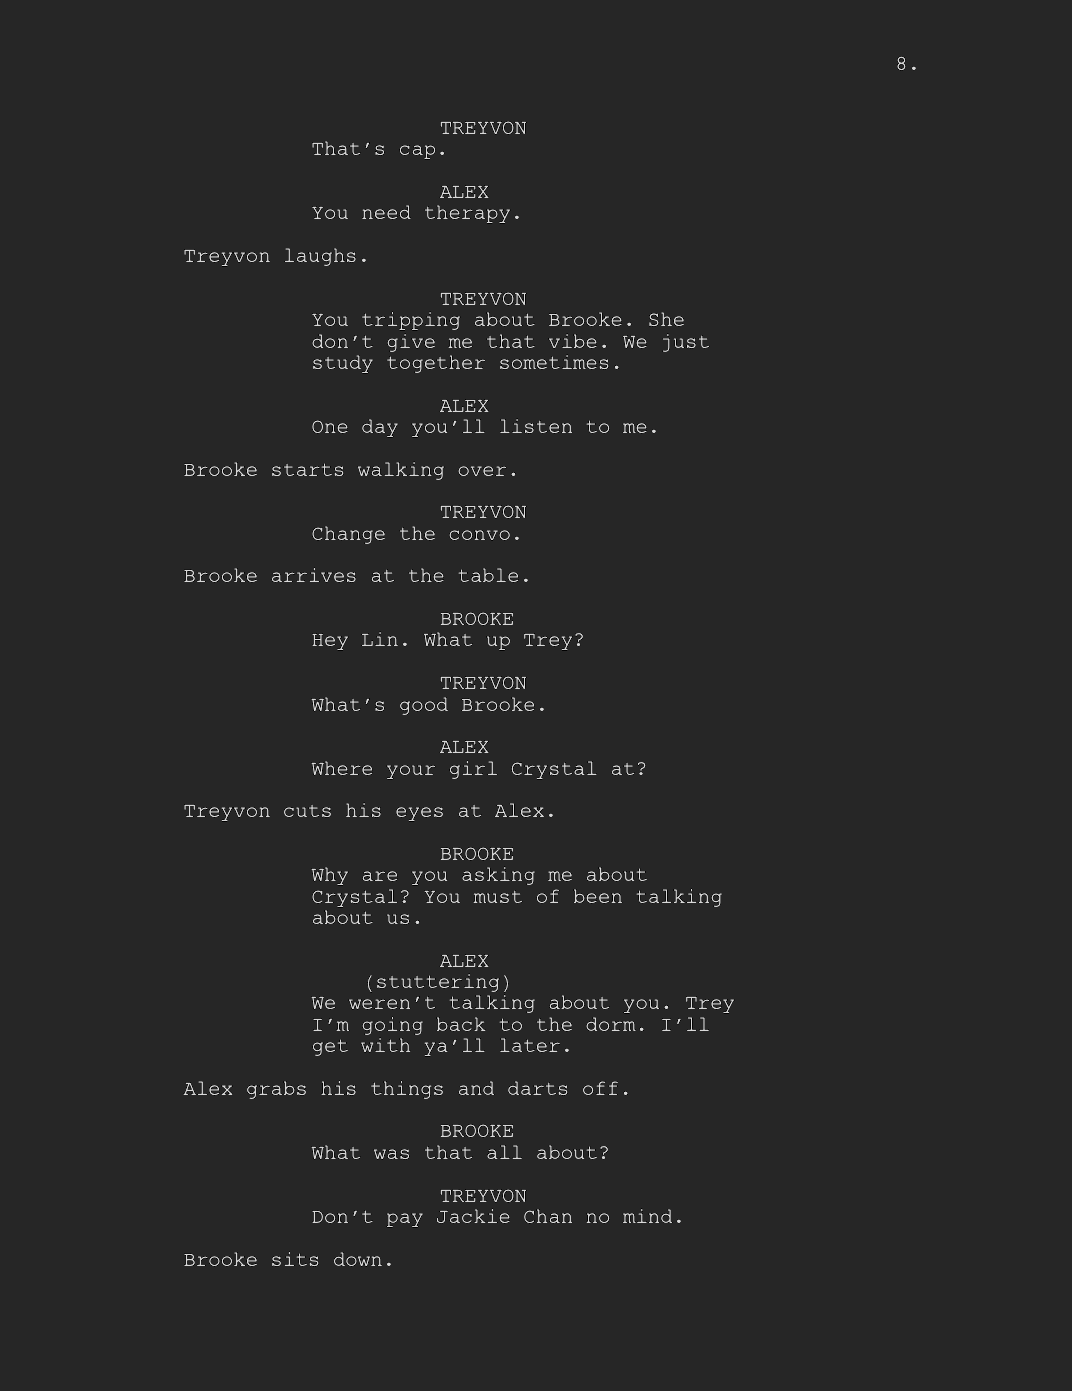 8.
TREYVON
That’s cap.
ALEX
You need therapy.
Treyvon laughs.
TREYVON
You tripping about Brooke. She
don’t give me that vibe. We just
study together sometimes.
ALEX
One day you’ll listen to me.
Brooke starts walking over.
TREYVON
Change the convo.
Brooke arrives at the table.
BROOKE
Hey Lin. What up Trey?
TREYVON
What’s good Brooke.
ALEX
Where your girl Crystal at?
Treyvon cuts his eyes at Alex.
BROOKE
Why are you asking me about
Crystal? You must of been talking
about us.
ALEX
(stuttering)
We weren’t talking about you. Trey
I’m going back to the dorm. I’ll
get with ya’ll later.
Alex grabs his things and darts off.
BROOKE
What was that all about?
TREYVON
Don’t pay Jackie Chan no mind.
Brooke sits down.